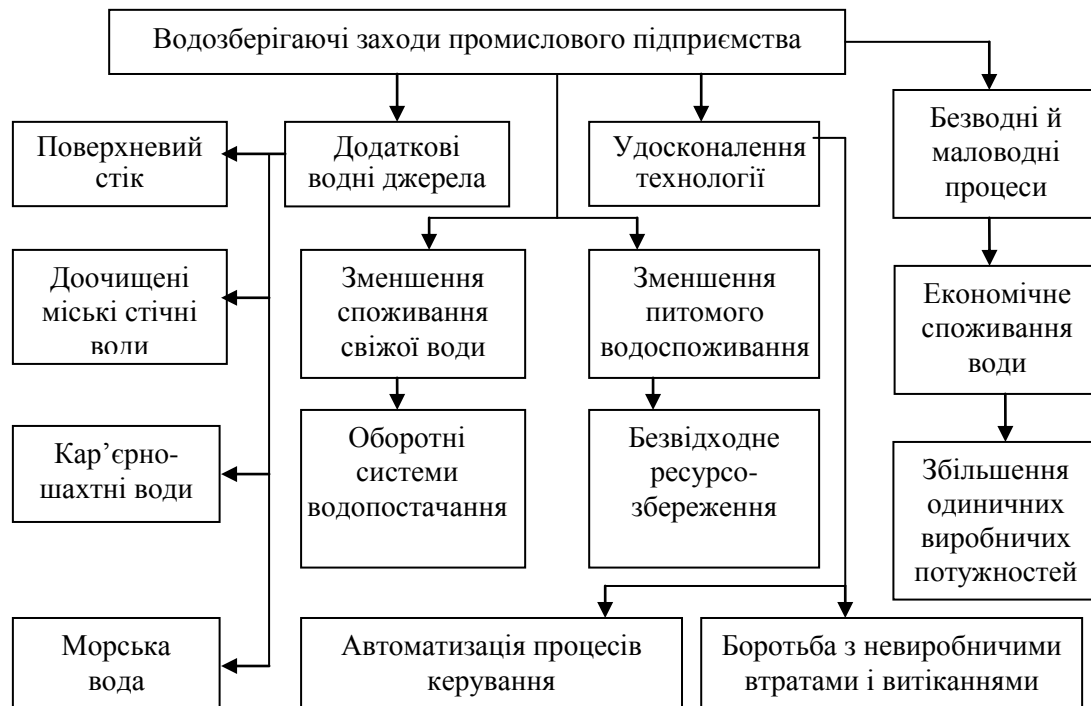 Водозберігаючі заходи промислового підприємства
Поверхневий
стік
Додаткові
водні джерела
Удосконалення
технології
Безводні й
маловодні
процеси
Доочищені
міські стічні
води
Зменшення
споживання
свіжої води
Зменшення
питомого
водоспоживання
Економічне
споживання
води
Кар’єрно-
шахтні води
Оборотні
системи
водопостачання
Безвідходне
ресурсо-
збереження
Збільшення
одиничних
виробничих
потужностей
Морська
вода
Автоматизація процесів
керування
Боротьба з невиробничими
втратами і витіканнями